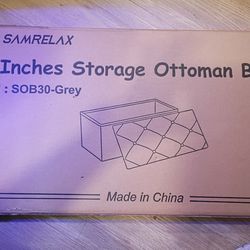 SAMRELAX
Inches Storage Ottoman B
: SOB30-Grey
Made in China